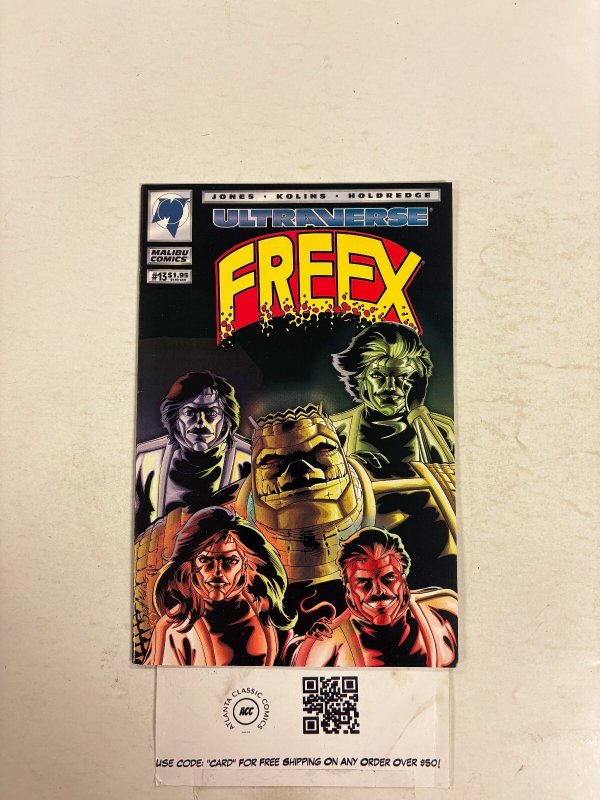 JONES • KOLINS • HOLDREDGE
ULTRAVERSE®
FREEX®
MALIBU
COMICS™
#13 $1.95
ATLANTA CLASSIC COMICS
ACC
USE CODE: "CARD" FOR FREE SHIPPING ON ANY ORDER OVER $50!